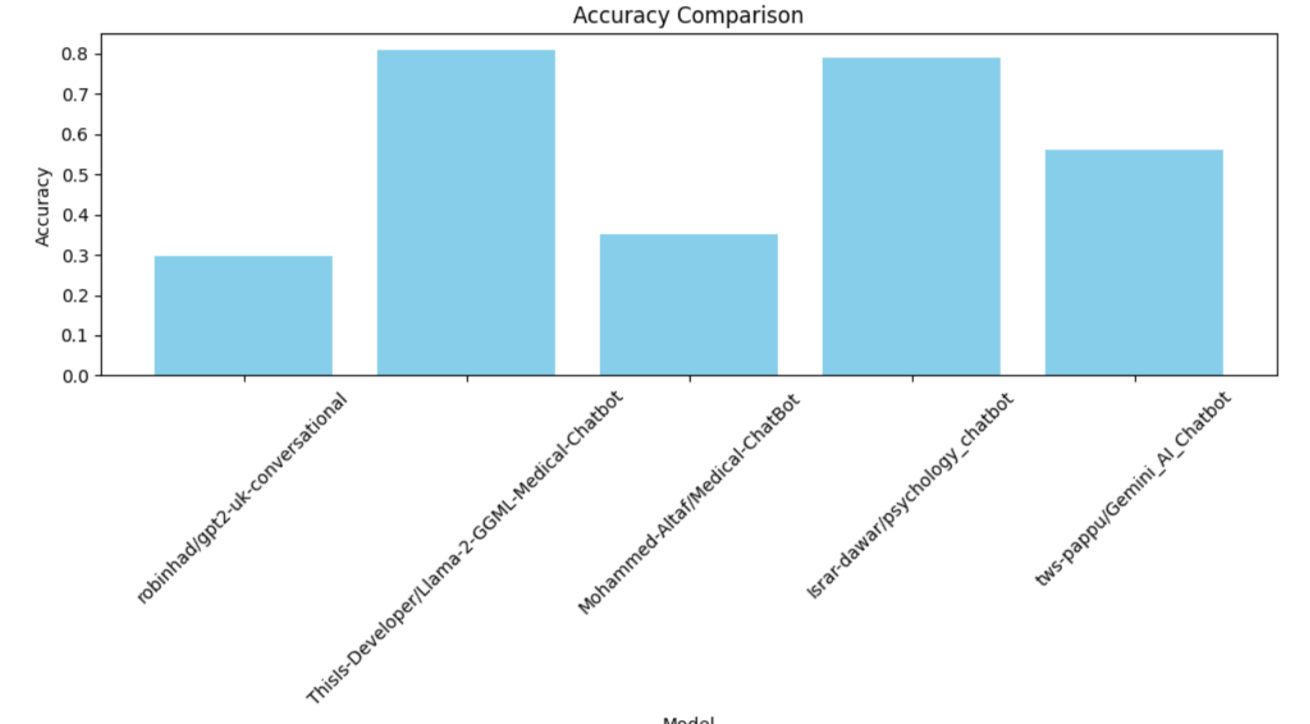 Accuracy Comparison
Accuracy
0.8
0.7
0.6
0.5
0.4
0.3
0.2
0.1
0.0
robinhad/gpt2-uk-conversational
ThisIs-Developer/Llama-2-GGML-Medical-Chatbot
Mohammed-Altaf/Medical-ChatBot
Israr-dawar/psychology_chatbot
tws-pappu/Gemini_AI_Chatbot
Model